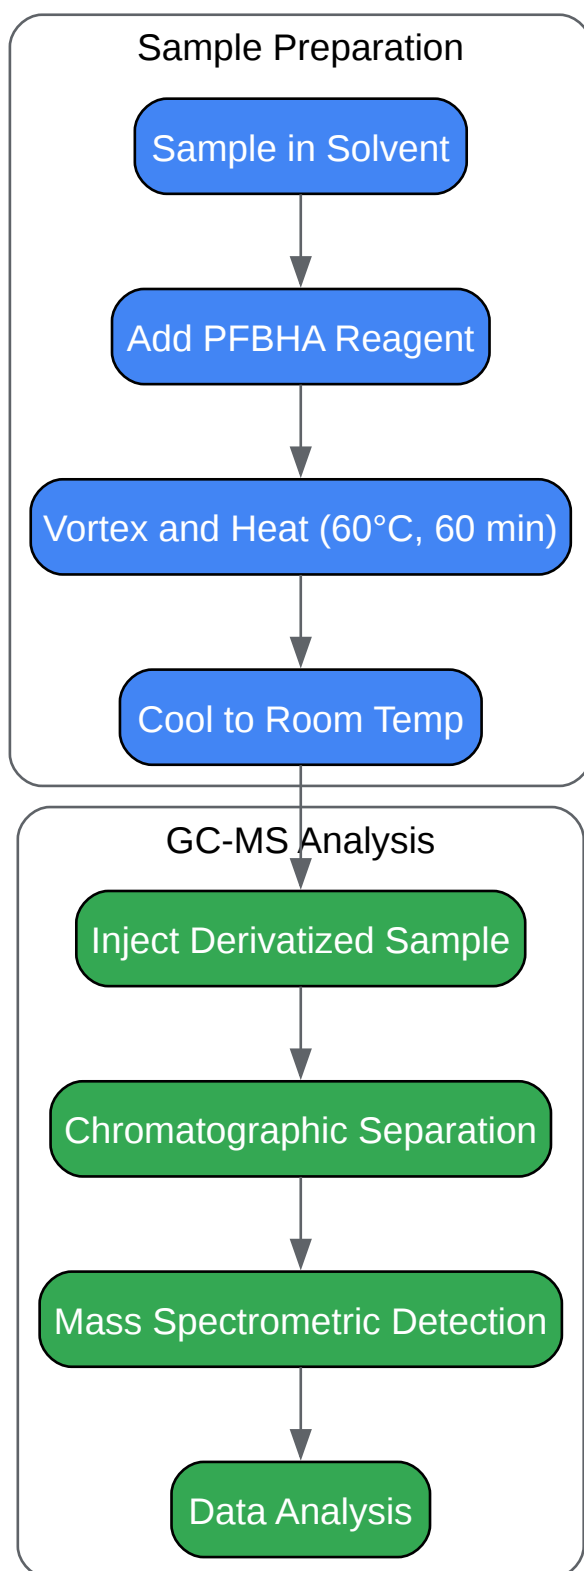 Sample Preparation
Sample in Solvent
Add PFBHA Reagent
Vortex and Heat (60°C, 60 min)
Cool to Room Temp
GC-MS Analysis
Inject Derivatized Sample
Chromatographic Separation
Mass Spectrometric Detection
Data Analysis